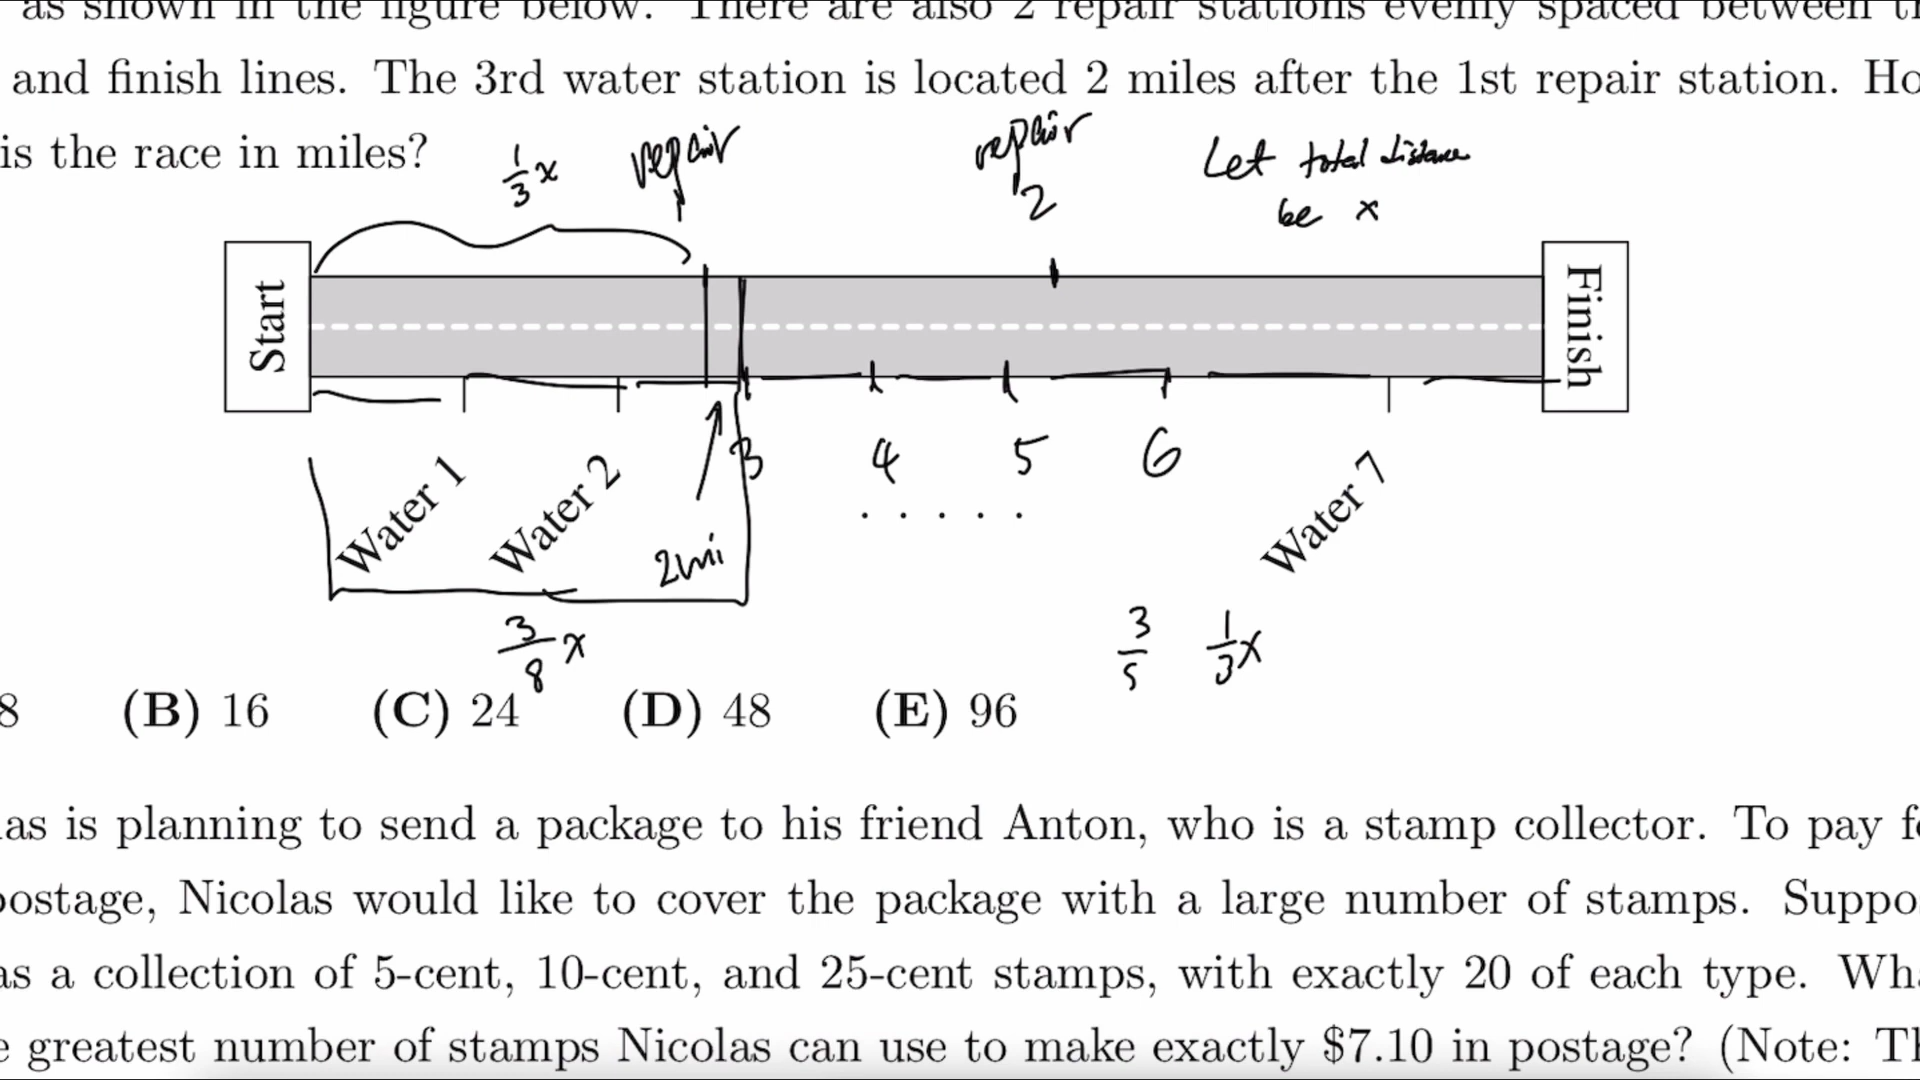 as shown in the figure below. There are also 2 repair stations evenly spaced between
and finish lines. The 3rd water station is located 2 miles after the 1st repair station.
is the race in miles?
1/3 x
repair 1
repair 2
Let total distance
be x
Start
Finish
Water 1
Water 2
3
4
5
6
Water 7
2mi
. . . . .
3/8 x
3/5
1/3 x
8 (B) 16 (C) 24 (D) 48 (E) 96
as is planning to send a package to his friend Anton, who is a stamp collector. To pay
postage, Nicolas would like to cover the package with a large number of stamps.
as a collection of 5-cent, 10-cent, and 25-cent stamps, with exactly 20 of each type.
greatest number of stamps Nicolas can use to make exactly $7.10 in postage? (Note: